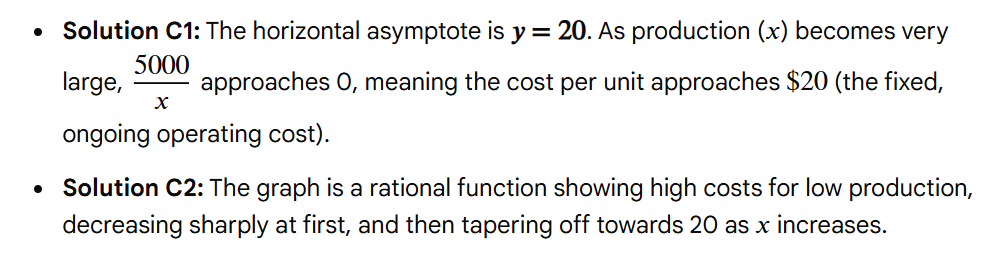 • Solution C1: The horizontal asymptote is y = 20. As production (x) becomes very
large, 5000/x approaches 0, meaning the cost per unit approaches $20 (the fixed,
ongoing operating cost).
• Solution C2: The graph is a rational function showing high costs for low production,
decreasing sharply at first, and then tapering off towards 20 as x increases.